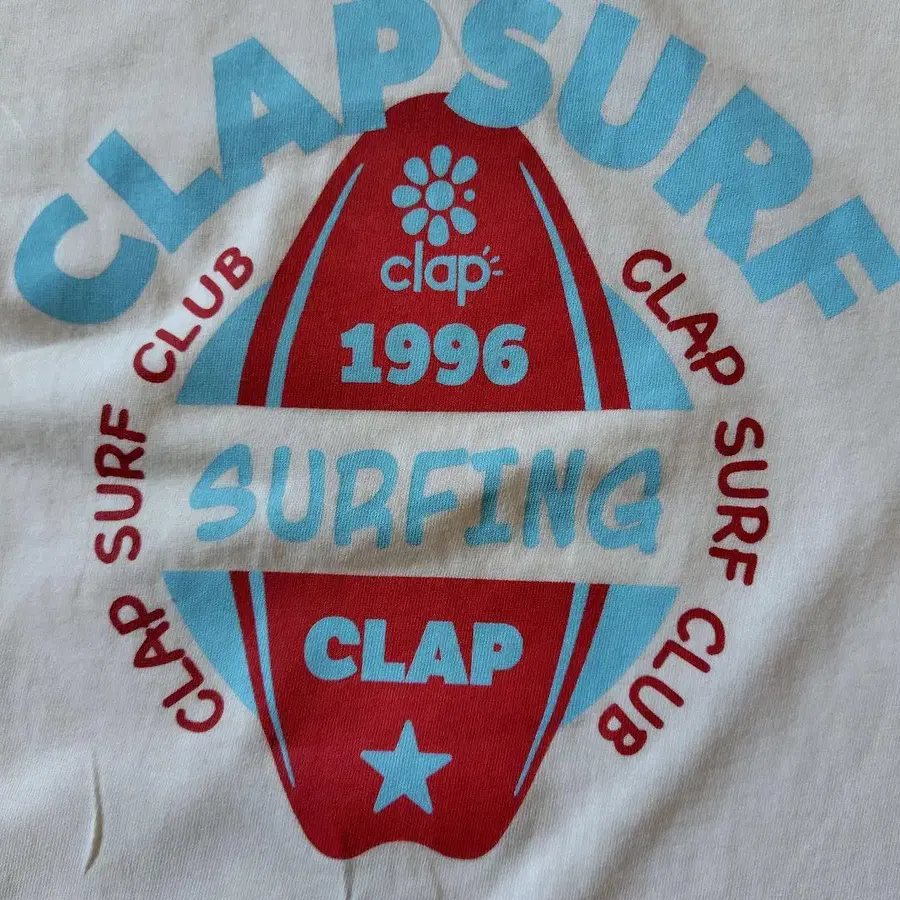 CLAPSURF
clap
1996
CLAP SURF CLUB
CLAP SURF CLUB
SURFING
CLAP